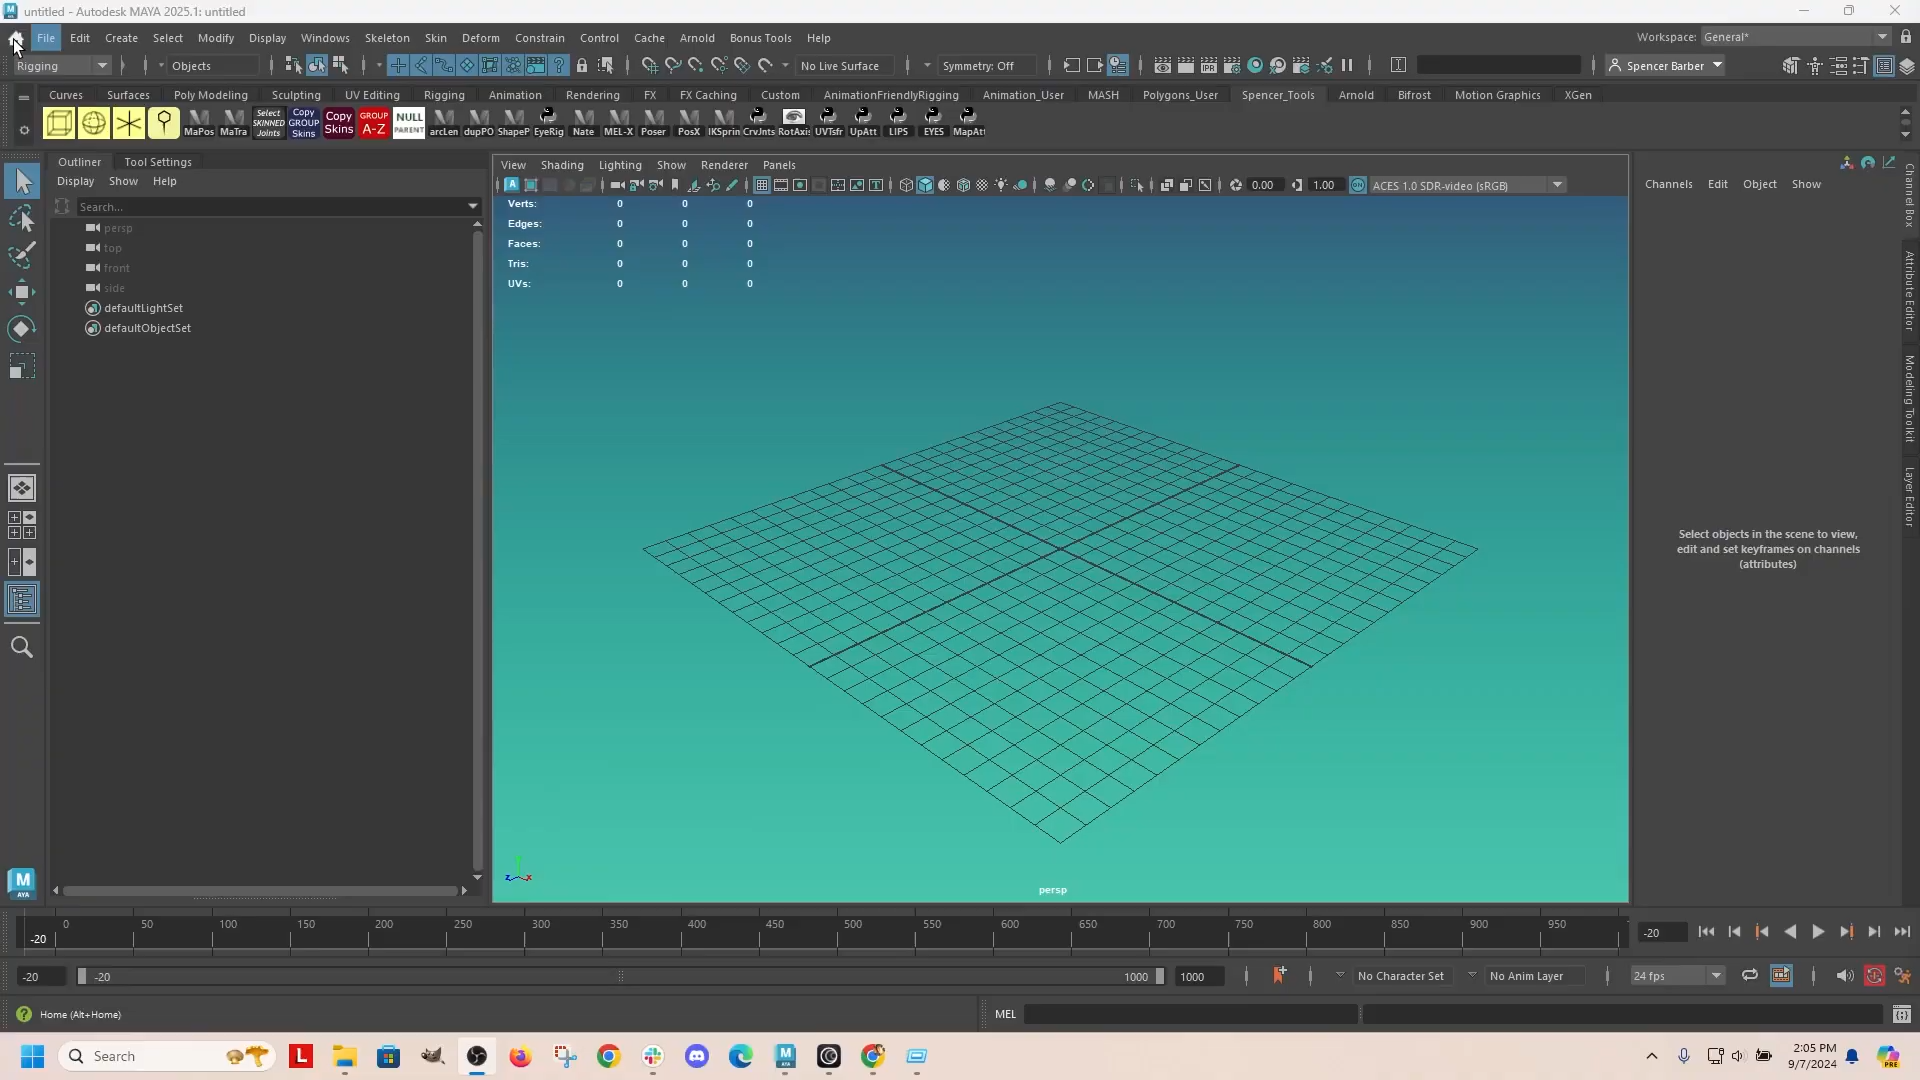 untitled - Autodesk MAYA 2025.1: untitled
File Edit Create Select Modify Display Windows Skeleton Skin Deform Constrain Control Cache Arnold Bonus Tools Help
Workspace: General*
Rigging Objects No Live Surface Symmetry: Off Spencer Barber
Curves Surfaces Poly Modeling Sculpting UV Editing Rigging Animation Rendering FX FX Caching Custom AnimationFriendlyRigging Animation_User MASH Polygons_User Spencer_Tools Arnold Bifrost Motion Graphics XGen
Select SKINNED Joints
Copy GROUP Skins
Copy Skins
GROUP A-Z
NULL PARENT
MaPos MaTra arcLen dupPO ShapeP EyeRig Nate MEL-X Poser PosX IKSprin CrvJnts RotAxis UVTsfr UpAtt LIPS EYES MapAtt
Outliner Tool Settings
Display Show Help
Search...
persp
top
front
side
defaultLightSet
defaultObjectSet
View Shading Lighting Show Renderer Panels
0.00 1.00 ACES 1.0 SDR-video (sRGB)
Verts: 0 0 0
Edges: 0 0 0
Faces: 0 0 0
Tris: 0 0 0
UVs: 0 0 0
persp
Channels Edit Object Show
Select objects in the scene to view,
edit and set keyframes on channels
(attributes)
Channel Box
Attribute Editor
Modeling Toolkit
Layer Editor
M
AYA
0 50 100 150 200 250 300 350 400 450 500 550 600 650 700 750 800 850 900 950
-20
-20
-20 -20 1000 1000 No Character Set No Anim Layer 24 fps
Home (Alt+Home) MEL
Search
2:05 PM
9/7/2024